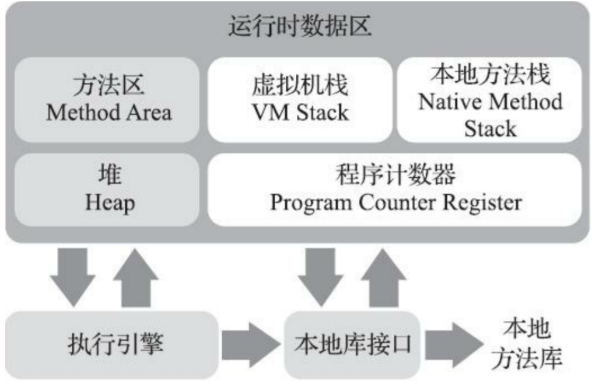 运行时数据区
方法区
Method Area
虚拟机栈
VM Stack
本地方法栈
Native Method
Stack
堆
Heap
程序计数器
Program Counter Register
执行引擎
本地库接口
本地
方法库